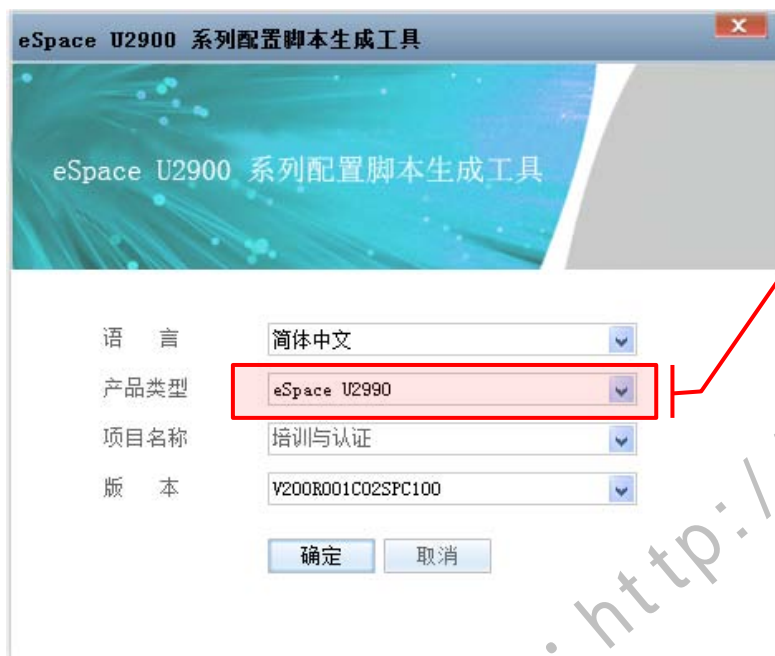 eSpace U2900 系列配置脚本生成工具
eSpace U2900 系列配置脚本生成工具
语 言 简体中文
产品类型 eSpace U2990
项目名称 培训与认证
版 本 V200R001C02SPC100
确定 取消
: http:/